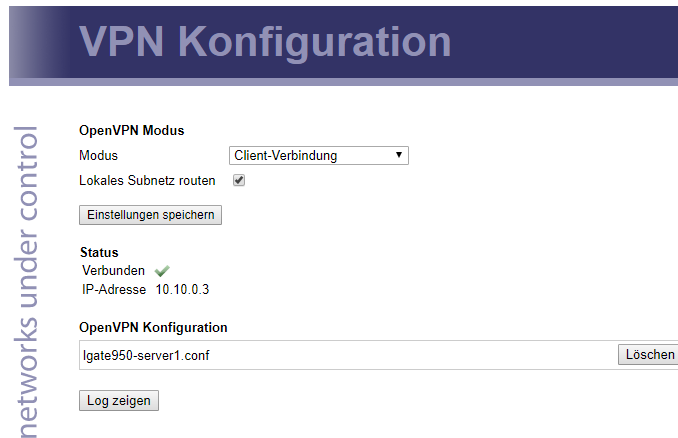 VPN Konfiguration
networks under control
OpenVPN Modus
Modus Client-Verbindung
Lokales Subnetz routen
Einstellungen speichern
Status
Verbunden
IP-Adresse 10.10.0.3
OpenVPN Konfiguration
lgate950-server1.conf Löschen
Log zeigen